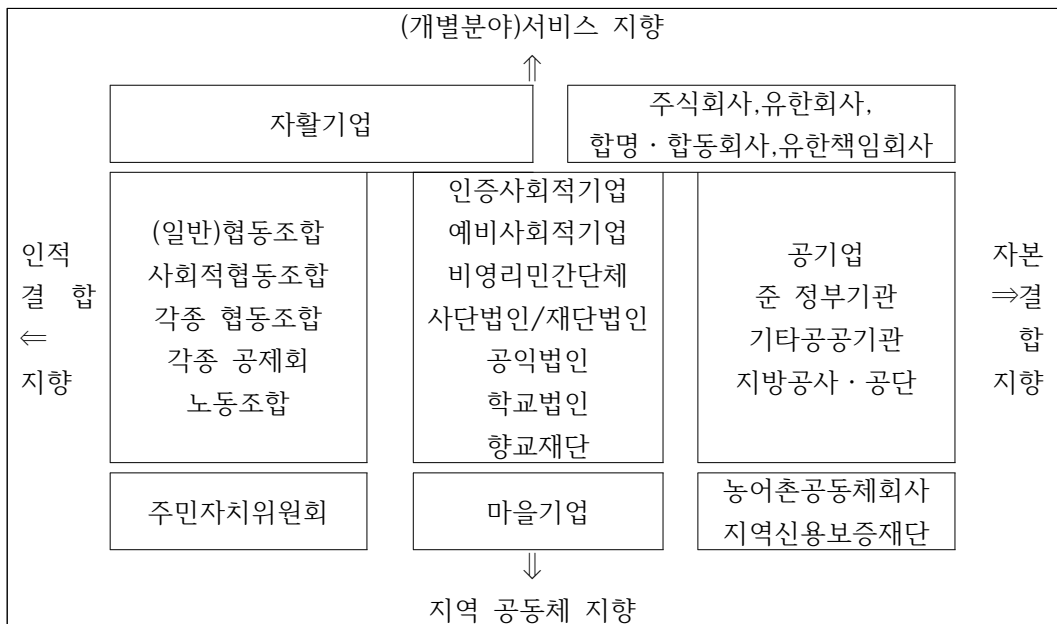 (개별분야)서비스 지향
⇑
자활기업
주식회사,유한회사,
합명·합동회사,유한책임회사
인적
결 합
⇐
지향
(일반)협동조합
사회적협동조합
각종 협동조합
각종 공제회
노동조합
인증사회적기업
예비사회적기업
비영리민간단체
사단법인/재단법인
공익법인
학교법인
향교재단
공기업
준 정부기관
기타공공기관
지방공사·공단
자본
⇒결
합
지향
주민자치위원회
마을기업
농어촌공동체회사
지역신용보증재단
⇓
지역 공동체 지향